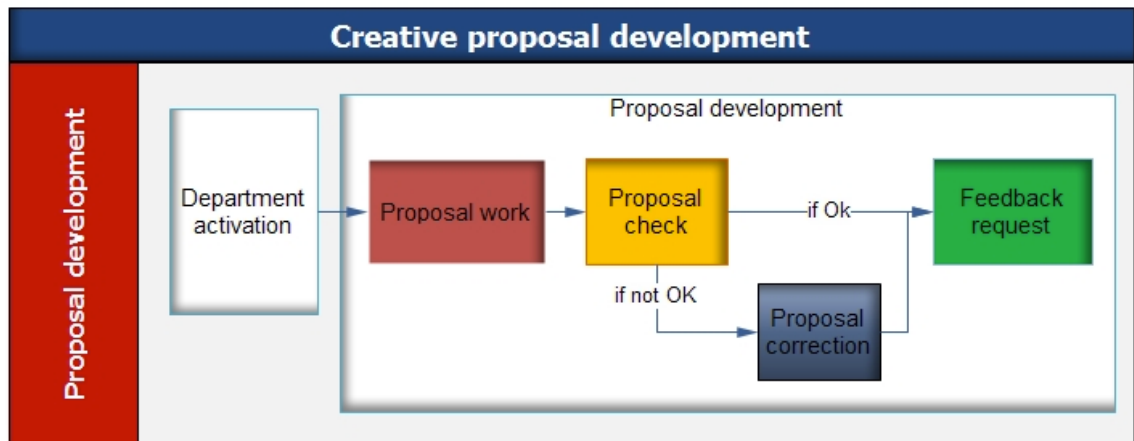 Creative proposal development
Proposal development
Proposal development
Department
activation
Proposal work
Proposal
check
if Ok
Feedback
request
if not OK
Proposal
correction